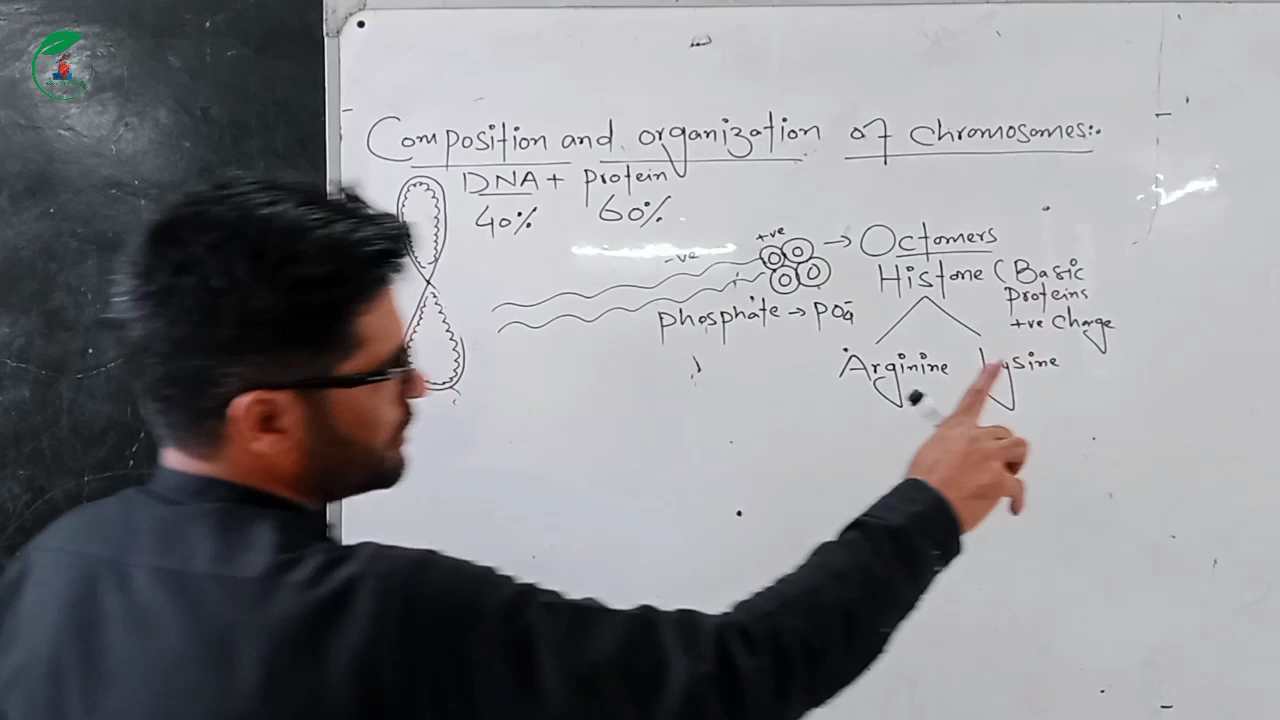 Composition and organization of chromosomes:.
DNA + protein
40% 60%
-ve
+ve
→ Octomers
Histone (Basic
Proteins
+ve charge
phosphate → PO4-
Arginine Lysine